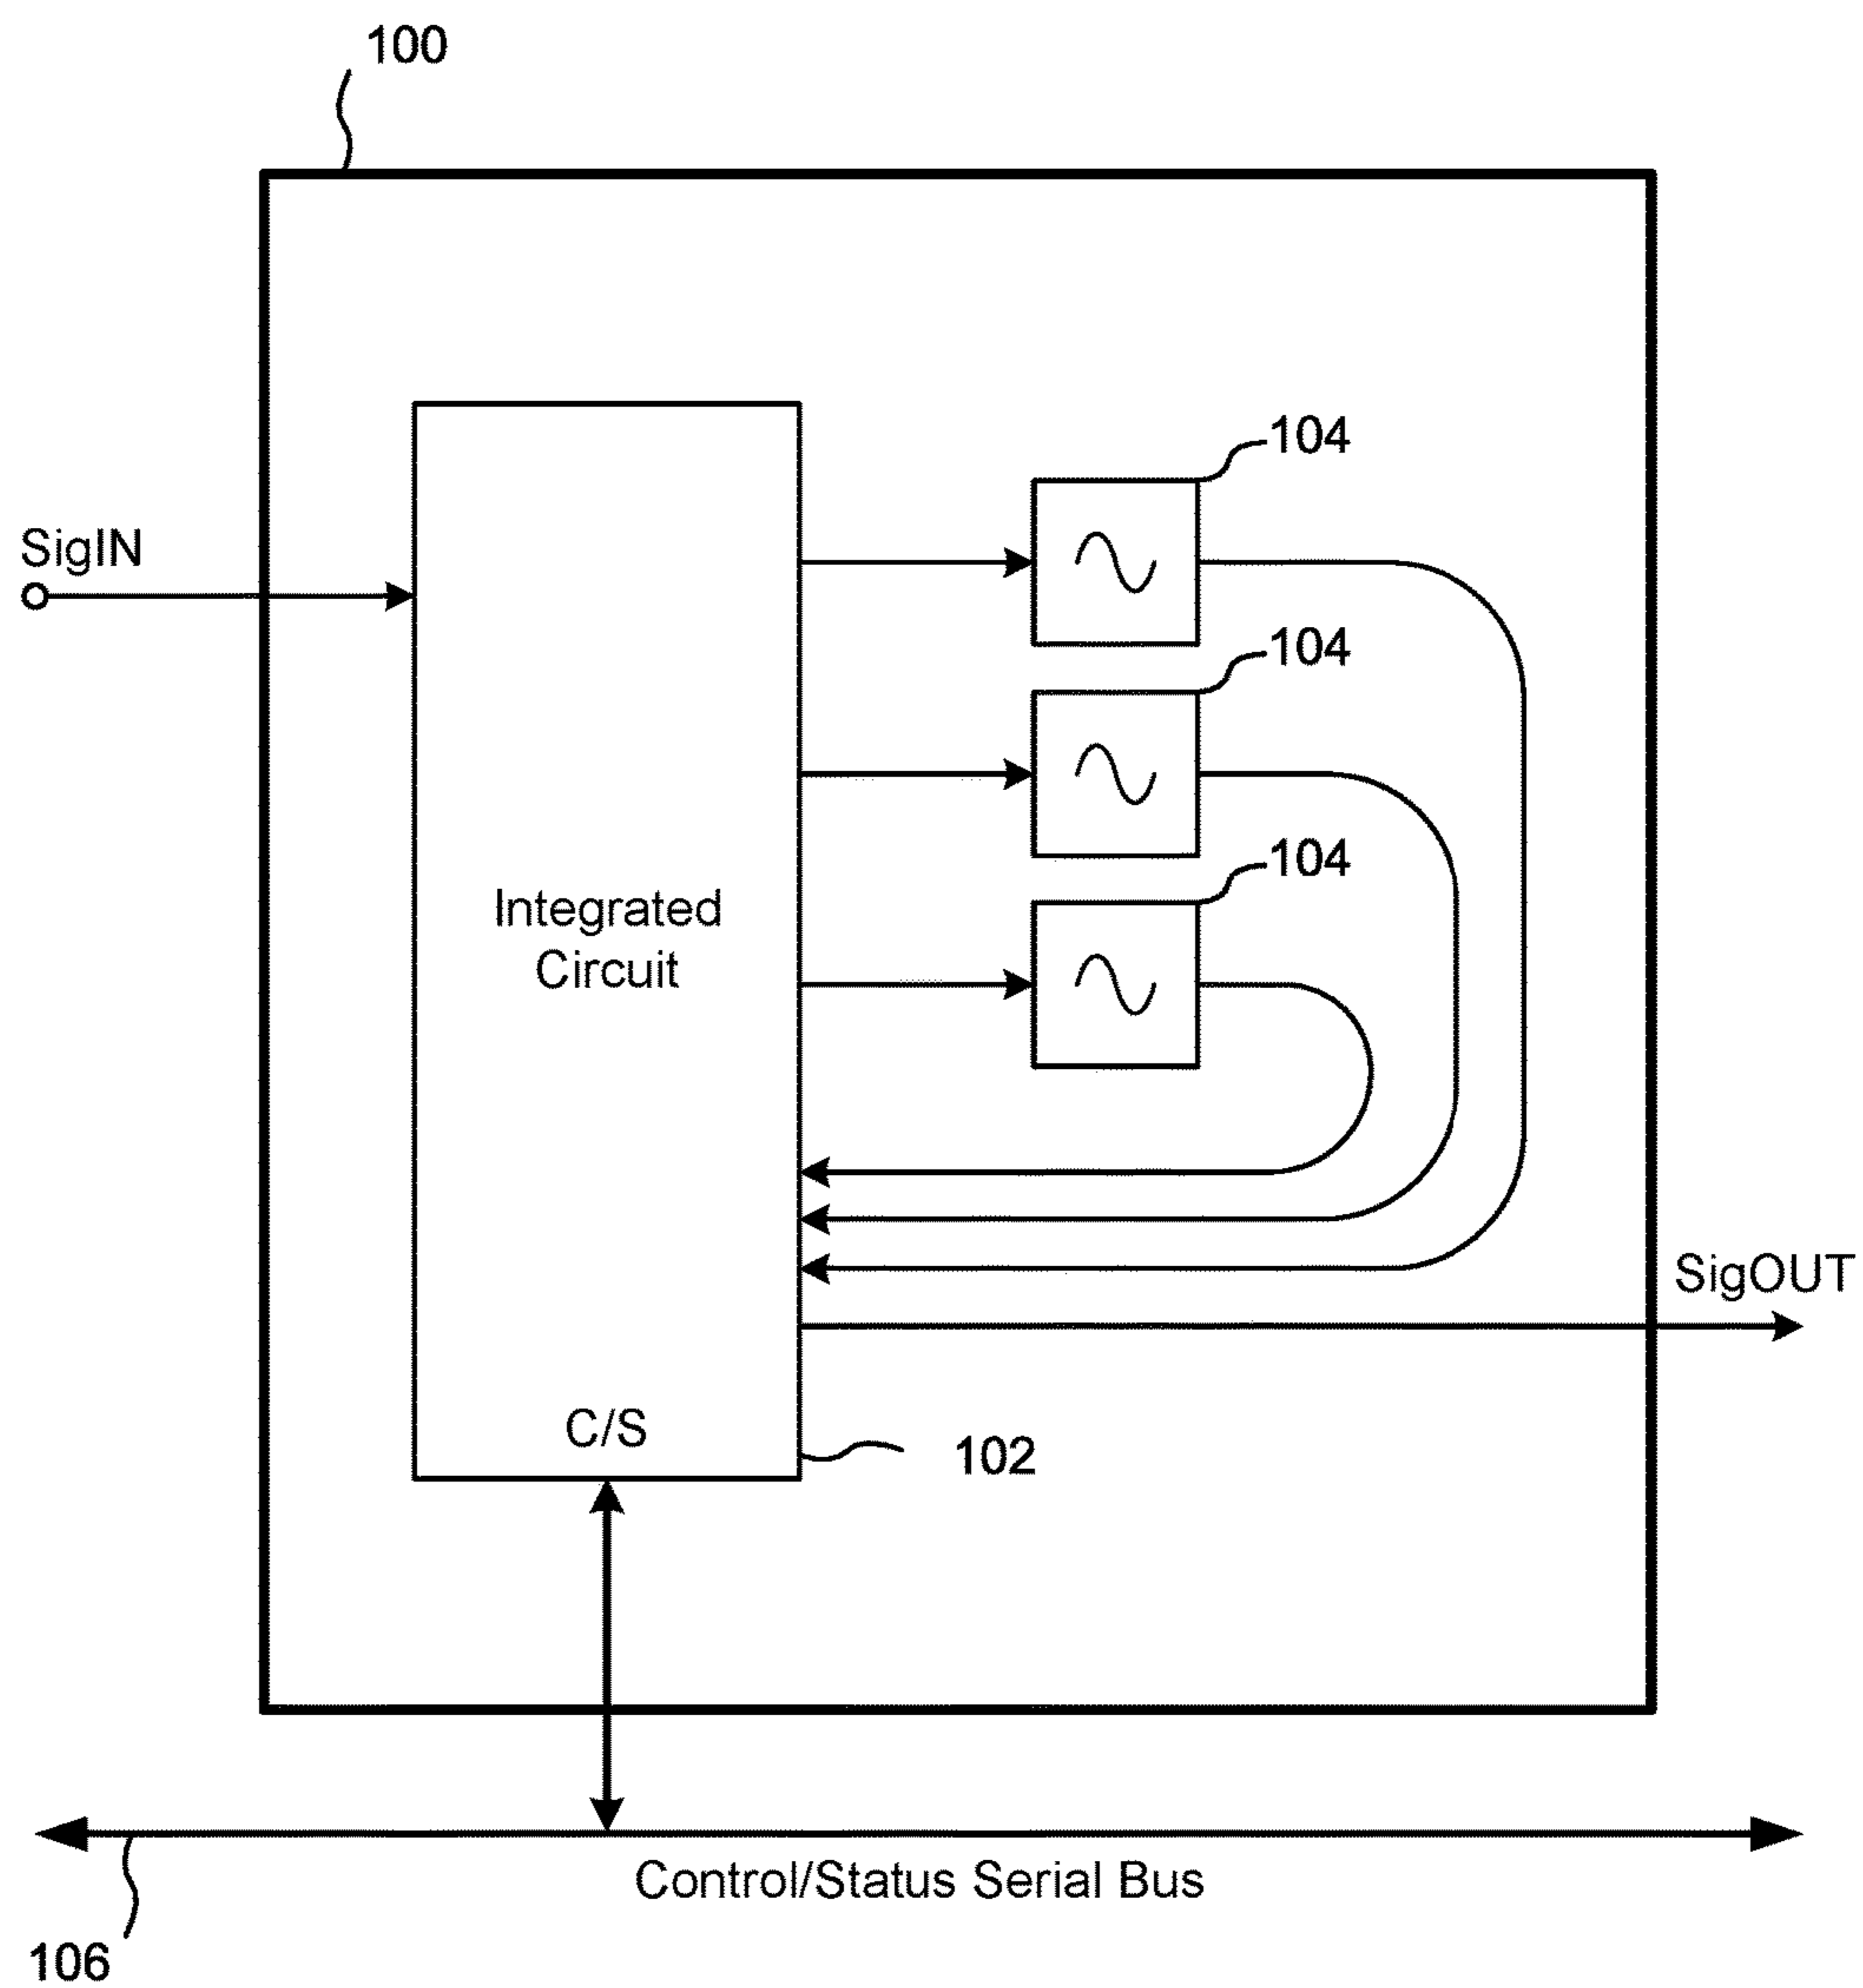 100
104
SigIN
104
104
Integrated
Circuit
SigOUT
C/S
102
Control/Status Serial Bus
106